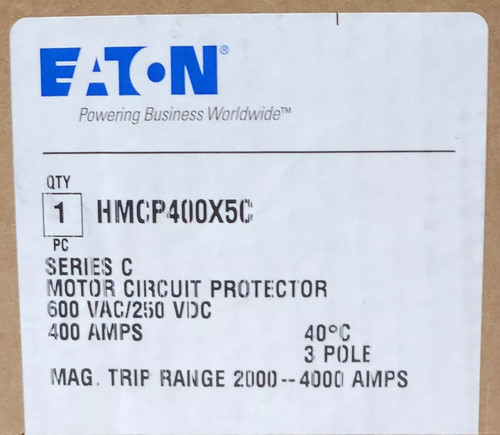 EATON®
Powering Business Worldwide™
QTY
1 HMCP400X5C
PC
SERIES C
MOTOR CIRCUIT PROTECTOR
600 VAC/250 VDC
400 AMPS 40°C
3 POLE
MAG. TRIP RANGE 2000--4000 AMPS